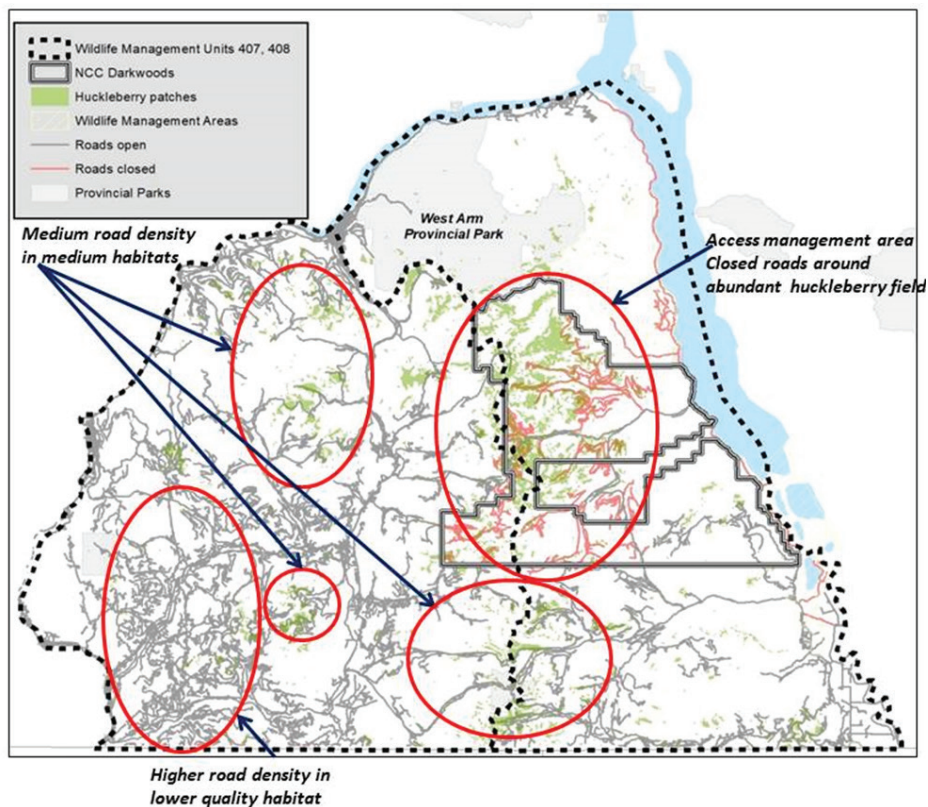 Wildlife Management Units 407, 408
NCC Darkwoods
Huckleberry patches
Wildlife Management Areas
Roads open
Roads closed
Provincial Parks
West Arm
Provincial Park
Medium road density
in medium habitats
Access management area
Closed roads around
abundant huckleberry field
Higher road density in
lower quality habitat